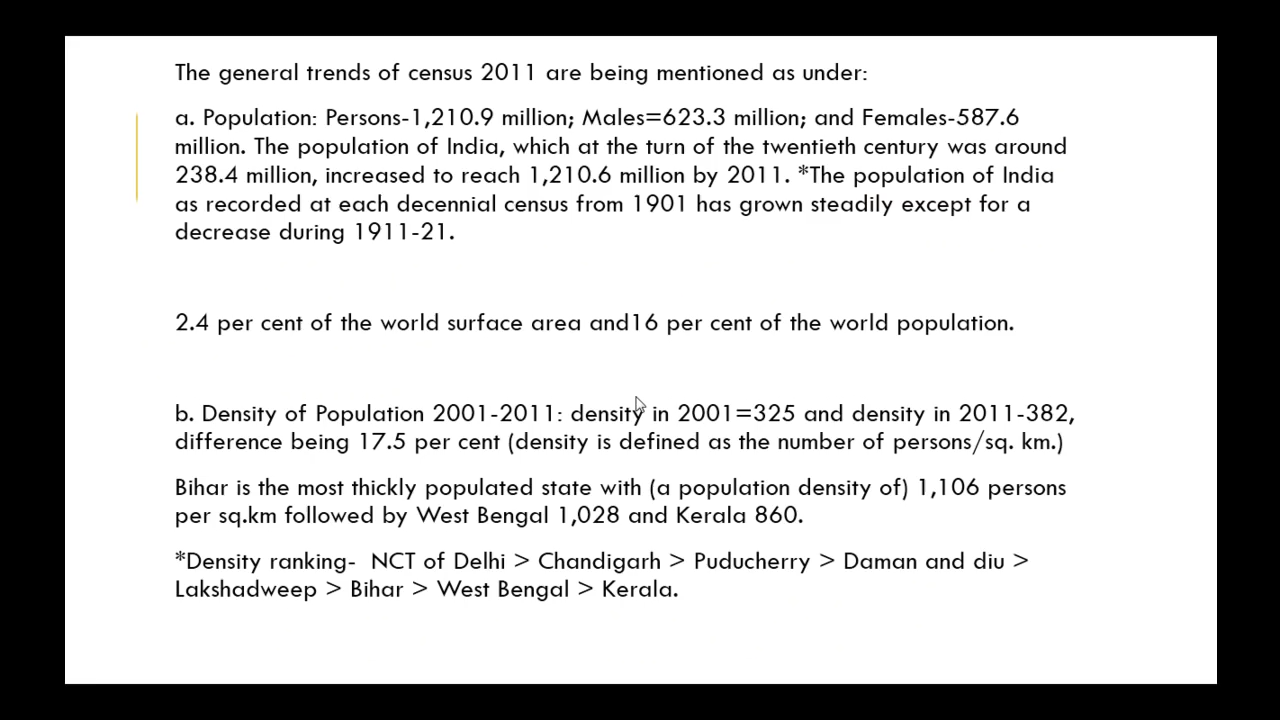 The general trends of census 2011 are being mentioned as under:
a. Population: Persons-1,210.9 million; Males=623.3 million; and Females-587.6
million. The population of India, which at the turn of the twentieth century was around
238.4 million, increased to reach 1,210.6 million by 2011. *The population of India
as recorded at each decennial census from 1901 has grown steadily except for a
decrease during 1911-21.
2.4 per cent of the world surface area and16 per cent of the world population.
b. Density of Population 2001-2011: density in 2001=325 and density in 2011-382,
difference being 17.5 per cent (density is defined as the number of persons/sq. km.)
Bihar is the most thickly populated state with (a population density of) 1,106 persons
per sq.km followed by West Bengal 1,028 and Kerala 860.
*Density ranking-  NCT of Delhi > Chandigarh > Puducherry > Daman and diu >
Lakshadweep > Bihar > West Bengal > Kerala.